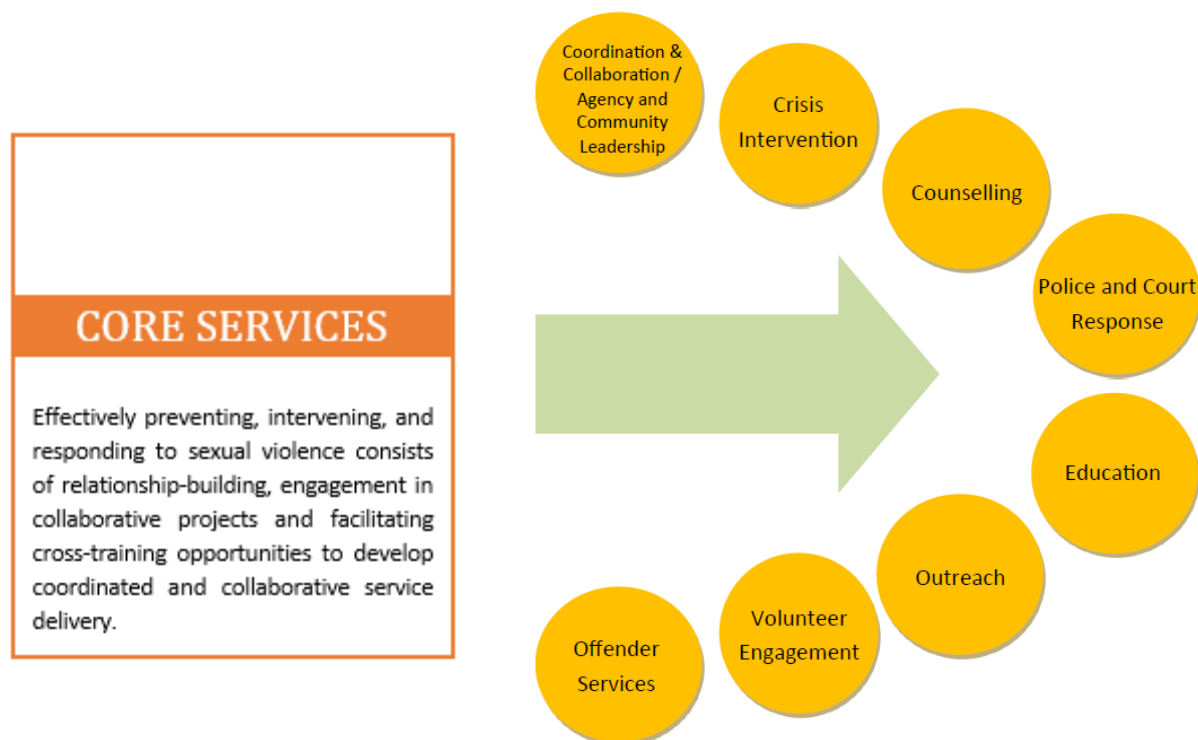 CORE SERVICES
Effectively preventing, intervening, and
responding to sexual violence consists
of relationship-building, engagement in
collaborative projects and facilitating
cross-training opportunities to develop
coordinated and collaborative service
delivery.
Coordination &
Collaboration /
Agency and
Community
Leadership
Crisis
Intervention
Counselling
Police and Court
Response
Education
Outreach
Volunteer
Engagement
Offender
Services